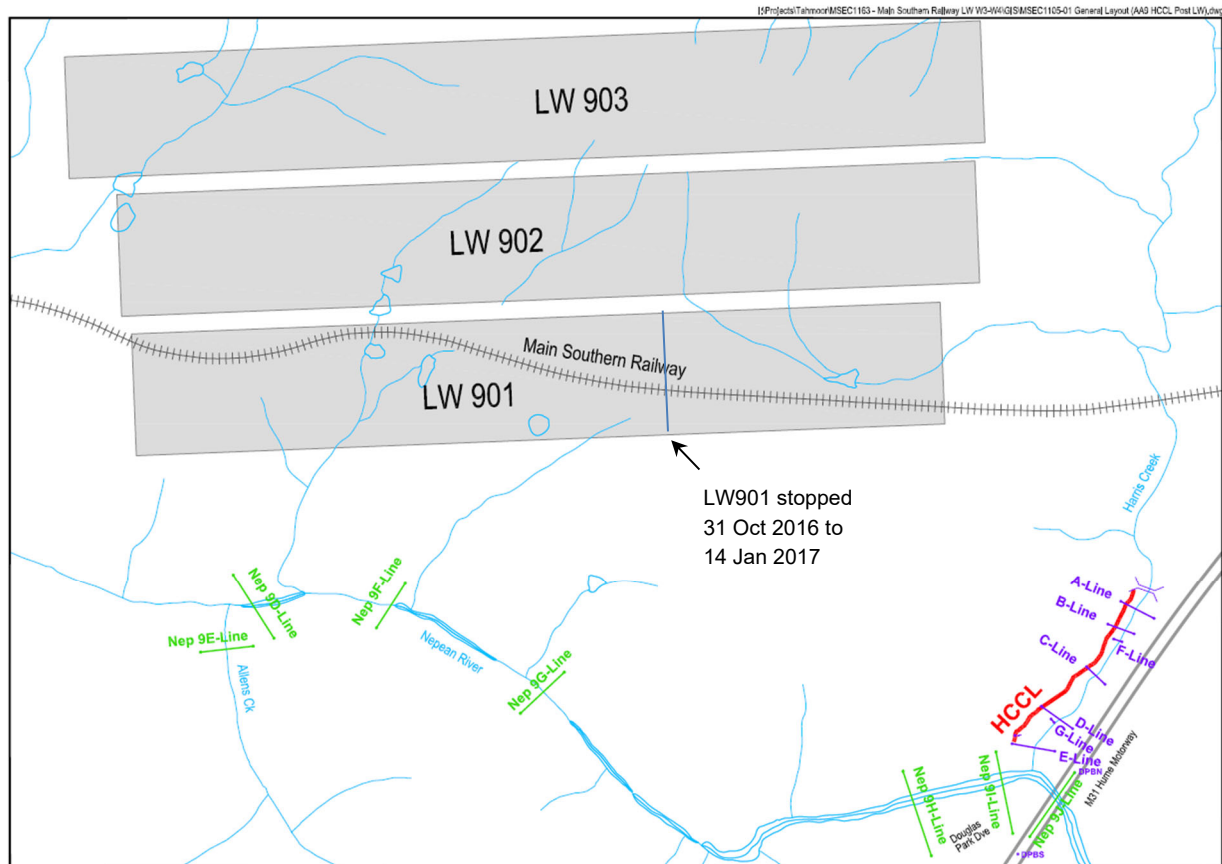 I:\Projects\Tahmoor\MSEC1163 - Main Southern Railway LW W3-W4\GIS\MSEC1105-01 General Layout (AA9 HCCL Post LW).dwg
LW 903
LW 902
Main Southern Railway
LW 901
LW901 stopped
31 Oct 2016 to
14 Jan 2017
Harris Creek
Nep 9D-Line
Nep 9F-Line
Nep 9E-Line
Allens Ck
Nepean River
Nep 9G-Line
A-Line
B-Line
F-Line
C-Line
HCCL
D-Line
G-Line
E-Line
DPBN
M31 Hume Motorway
Nep 9H-Line
Nep 9I-Line
Nep 9J-Line
Douglas
Park Dve
DPBS